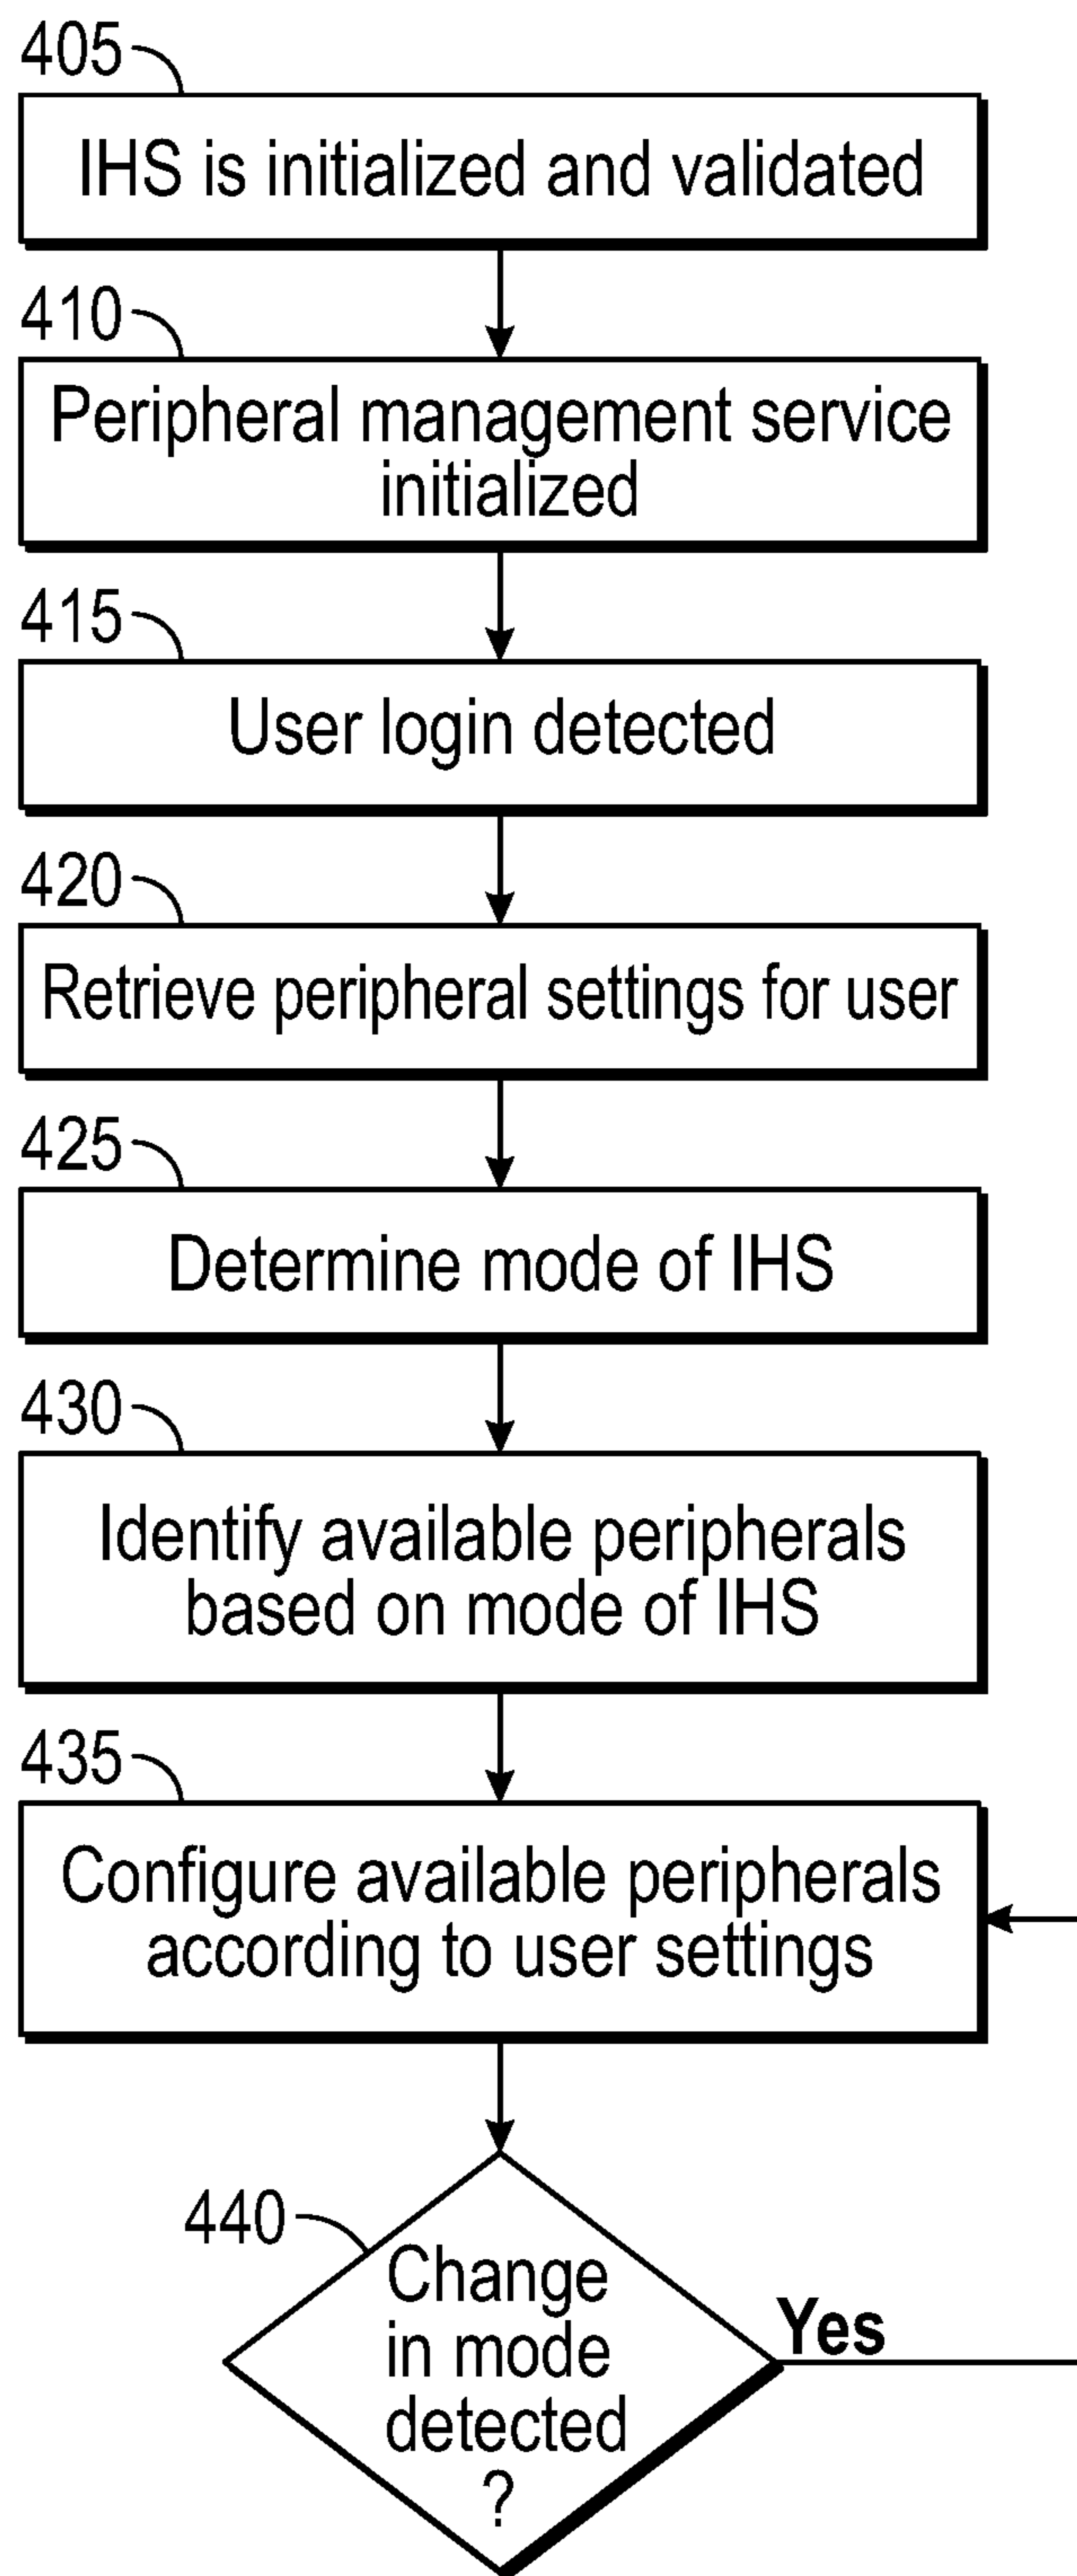 405
IHS is initialized and validated
410
Peripheral management service
initialized
415
User login detected
420
Retrieve peripheral settings for user
425
Determine mode of IHS
430
Identify available peripherals
based on mode of IHS
435
Configure available peripherals
according to user settings
440
Change
in mode
detected
?
Yes